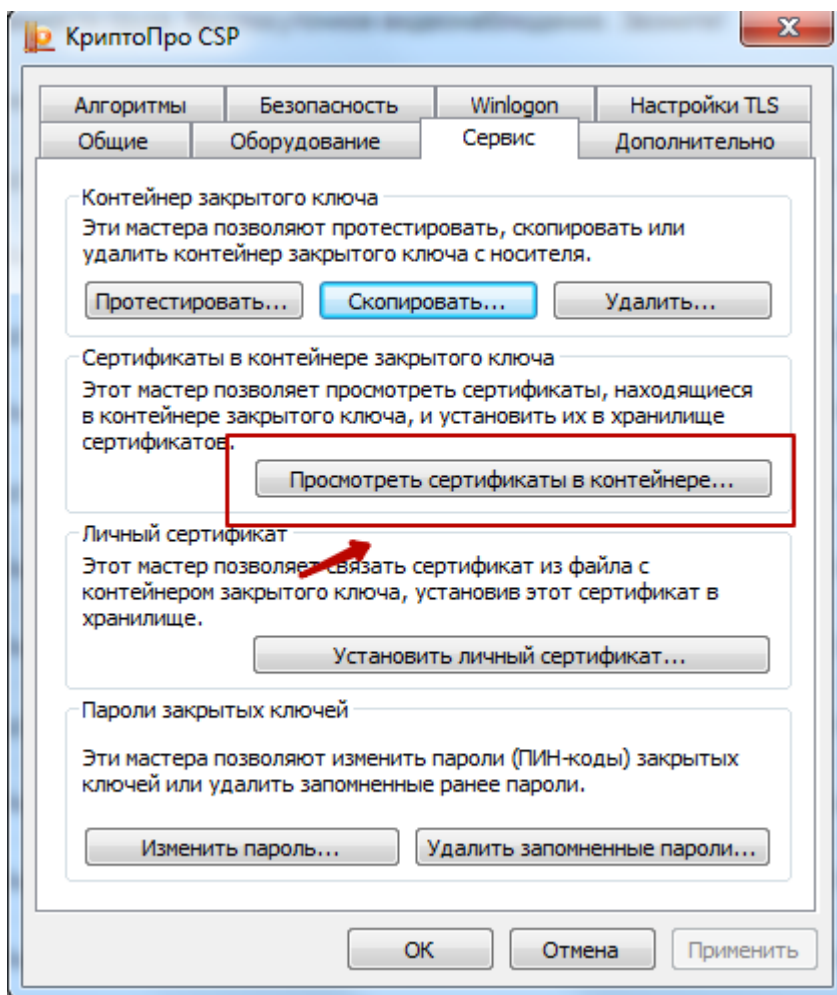 КриптоПро CSP
Алгоритмы Безопасность Winlogon Настройки TLS
Общие Оборудование Сервис Дополнительно
Контейнер закрытого ключа
Эти мастера позволяют протестировать, скопировать или
удалить контейнер закрытого ключа с носителя.
Протестировать... Скопировать... Удалить...
Сертификаты в контейнере закрытого ключа
Этот мастер позволяет просмотреть сертификаты, находящиеся
в контейнере закрытого ключа, и установить их в хранилище
сертификатов.
Просмотреть сертификаты в контейнере...
Личный сертификат
Этот мастер позволяет связать сертификат из файла с
контейнером закрытого ключа, установив этот сертификат в
хранилище.
Установить личный сертификат...
Пароли закрытых ключей
Эти мастера позволяют изменить пароли (ПИН-коды) закрытых
ключей или удалить запомненные ранее пароли.
Изменить пароль... Удалить запомненные пароли...
ОК Отмена Применить